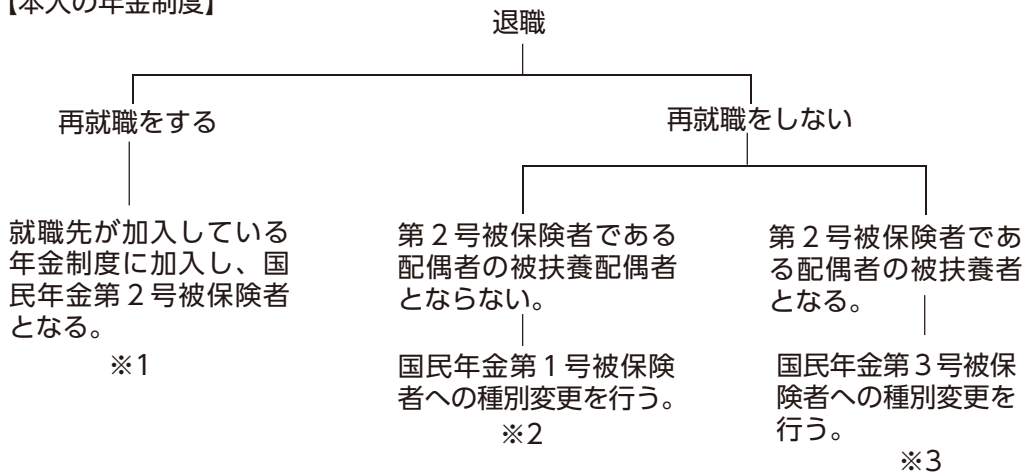 【本人の年金制度】
退職
再就職をする
再就職をしない
就職先が加入している
年金制度に加入し、国
民年金第２号被保険者
となる。
※1
第２号被保険者である
配偶者の被扶養配偶者
とならない。
国民年金第１号被保険
者への種別変更を行う。
※2
第２号被保険者であ
る配偶者の被扶養者
となる。
国民年金第３号被保
険者への種別変更を
行う。
※3